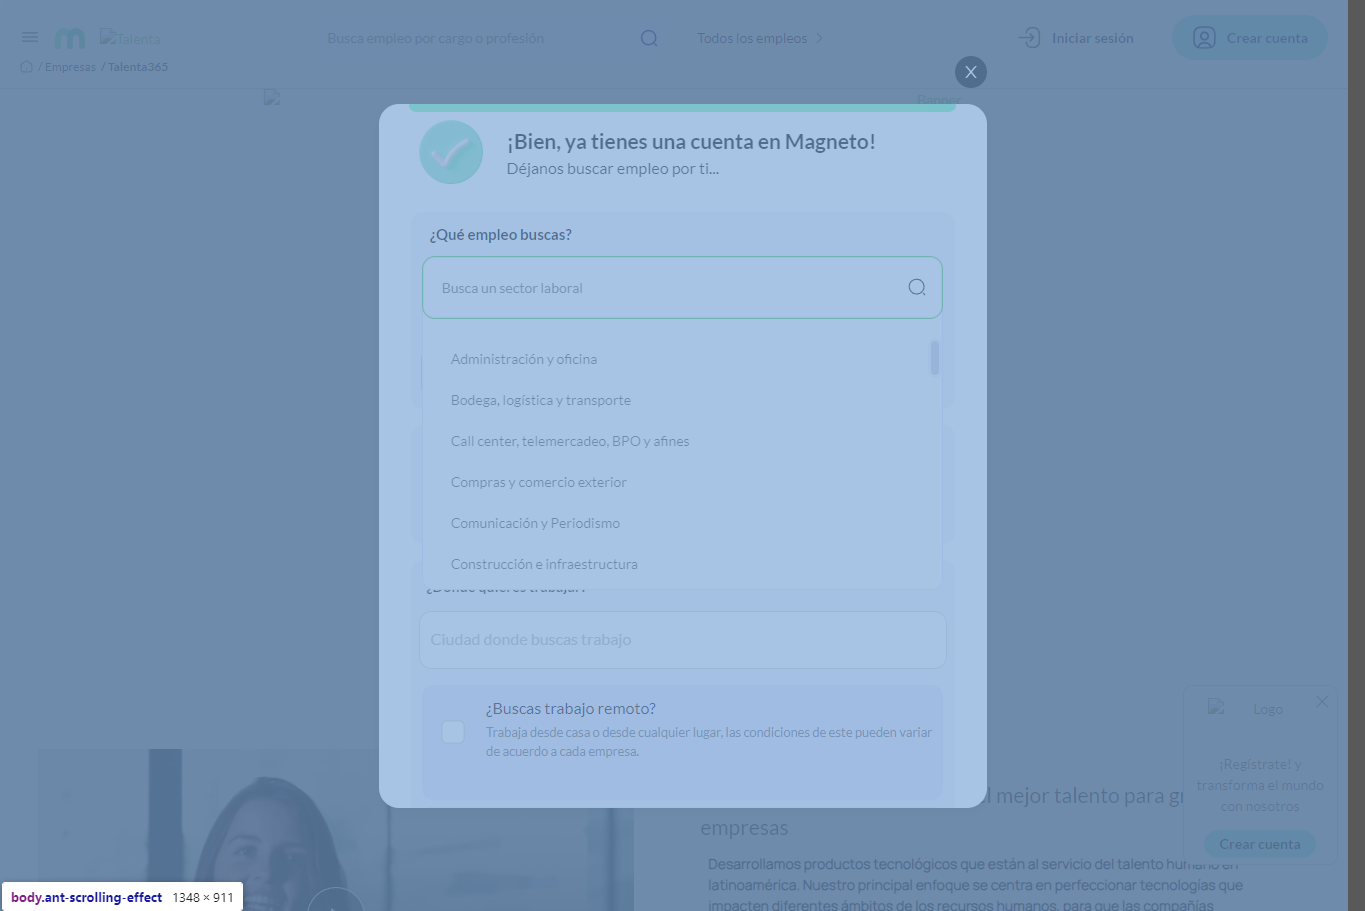 Talenta
Busca empleo por cargo o profesión
Todos los empleos
Iniciar sesión
Crear cuenta
/ Empresas / Talenta365
¡Bien, ya tienes una cuenta en Magneto!
Déjanos buscar empleo por ti...
¿Qué empleo buscas?
Busca un sector laboral
Administración y oficina
Bodega, logística y transporte
Call center, telemercadeo, BPO y afines
Compras y comercio exterior
Comunicación y Periodismo
Construcción e infraestructura
¿Dónde quieres trabajar?
Ciudad donde buscas trabajo
¿Buscas trabajo remoto?
Trabaja desde casa o desde cualquier lugar, las condiciones de este pueden variar
de acuerdo a cada empresa.
Logo
¡Regístrate! y
transforma el mundo
con nosotros
Crear cuenta
l mejor talento para gr
empresas
Desarrollamos productos tecnológicos que están al servicio del talento humano en
latinoamérica. Nuestro principal enfoque se centra en perfeccionar tecnologías que
impacten diferentes ámbitos de los recursos humanos, para que las compañías
body.ant-scrolling-effect 1348 × 911